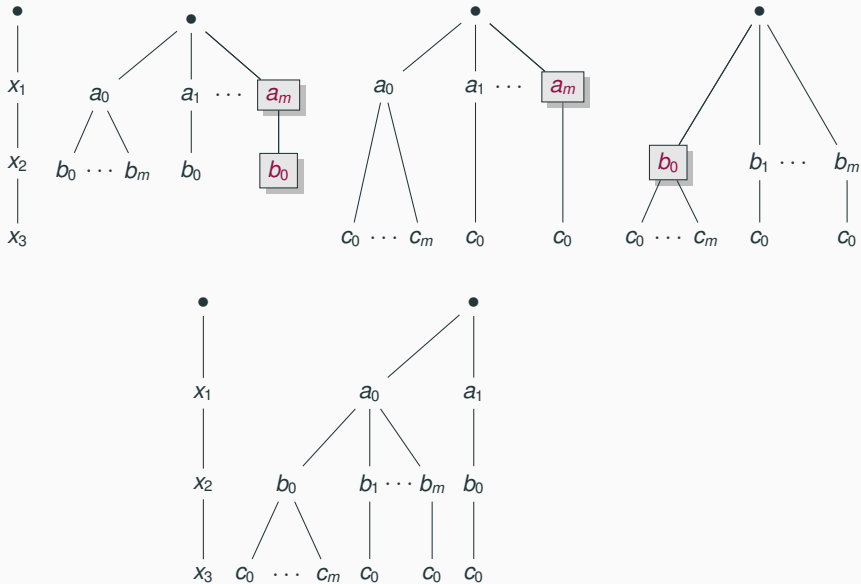 x₁ a₀ a₁ ··· aₘ a₀ a₁ ··· aₘ
x₂ b₀ ··· bₘ b₀ b₀ b₀ b₁ ··· bₘ
x₃ c₀ ··· cₘ c₀ c₀ c₀ ··· cₘ c₀ c₀
x₁ a₀ a₁
x₂ b₀ b₁ ··· bₘ b₀
x₃ c₀ ··· cₘ c₀ c₀ c₀